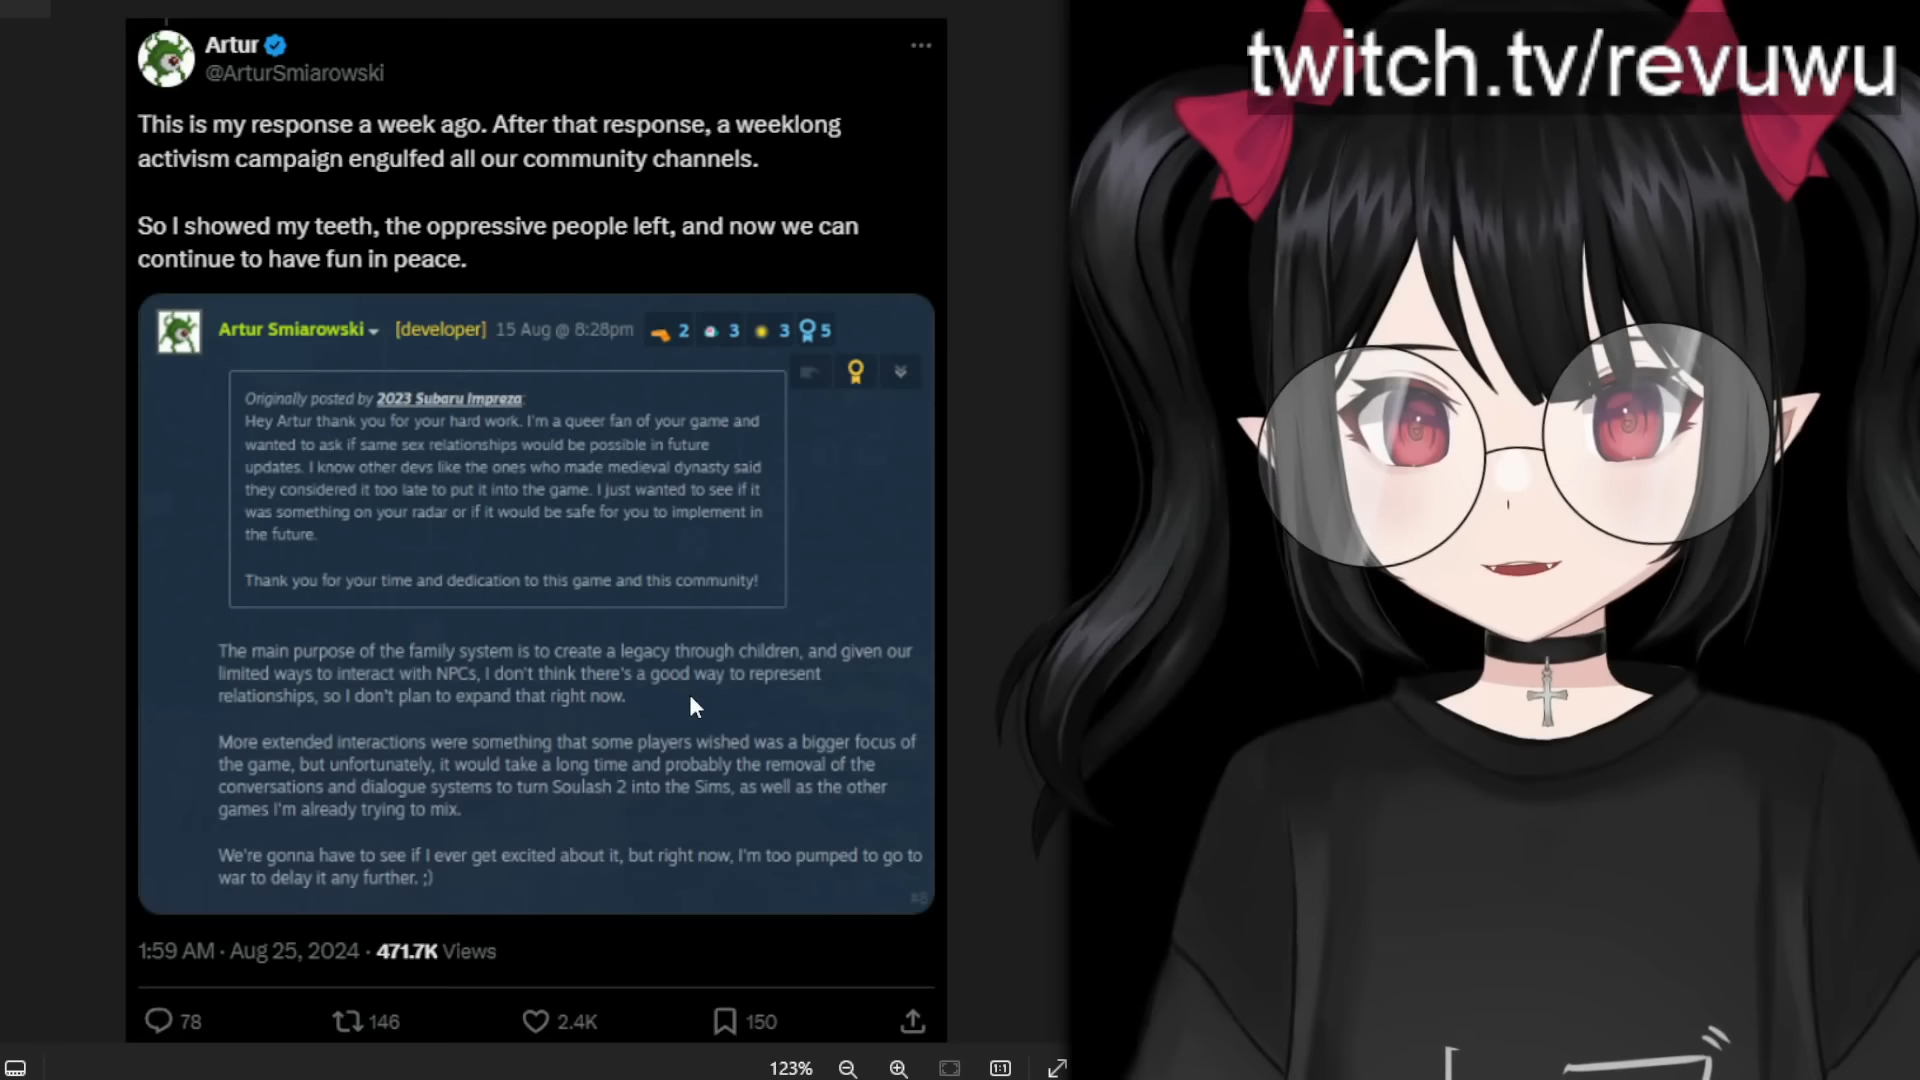 twitch.tv/revuwu
Artur
@ArturSmiarowski
This is my response a week ago. After that response, a weeklong
activism campaign engulfed all our community channels.
So I showed my teeth, the oppressive people left, and now we can
continue to have fun in peace.
Artur Smiarowski [developer] 15 Aug @ 8:28pm 2 3 3 5
Originally posted by 2023 Subaru Impreza:
Hey Artur thank you for your hard work. I'm a queer fan of your game and
wanted to ask if same sex relationships would be possible in future
updates. I know other devs like the ones who made medieval dynasty said
they considered it too late to put it into the game. I just wanted to see if it
was something on your radar or if it would be safe for you to implement in
the future.
Thank you for your time and dedication to this game and this community!
The main purpose of the family system is to create a legacy through children, and given our
limited ways to interact with NPCs, I don't think there's a good way to represent
relationships, so I don't plan to expand that right now.
More extended interactions were something that some players wished was a bigger focus of
the game, but unfortunately, it would take a long time and probably the removal of the
conversations and dialogue systems to turn Soulash 2 into the Sims, as well as the other
games I'm already trying to mix.
We're gonna have to see if I ever get excited about it, but right now, I'm too pumped to go to
war to delay it any further. ;)
1:59 AM · Aug 25, 2024 · 471.7K Views
78 146 2.4K 150
123% 1:1